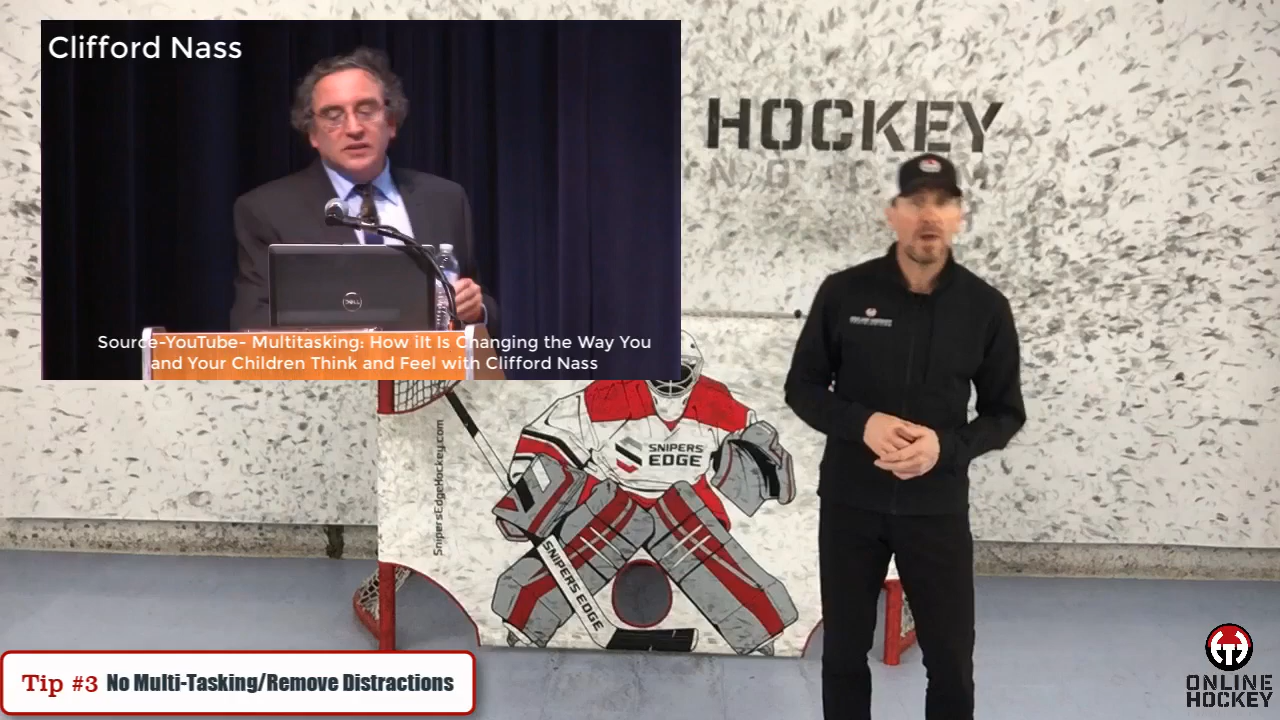 Clifford Nass
DELL
Source-YouTube- Multitasking: How iIt Is Changing the Way You
and Your Children Think and Feel with Clifford Nass
HOCKEY
SnipersEdgeHockey.com
SNIPERS
EDGE
SNIPERS EDGE
Tip #3 No Multi-Tasking/Remove Distractions
ONLINE
HOCKEY